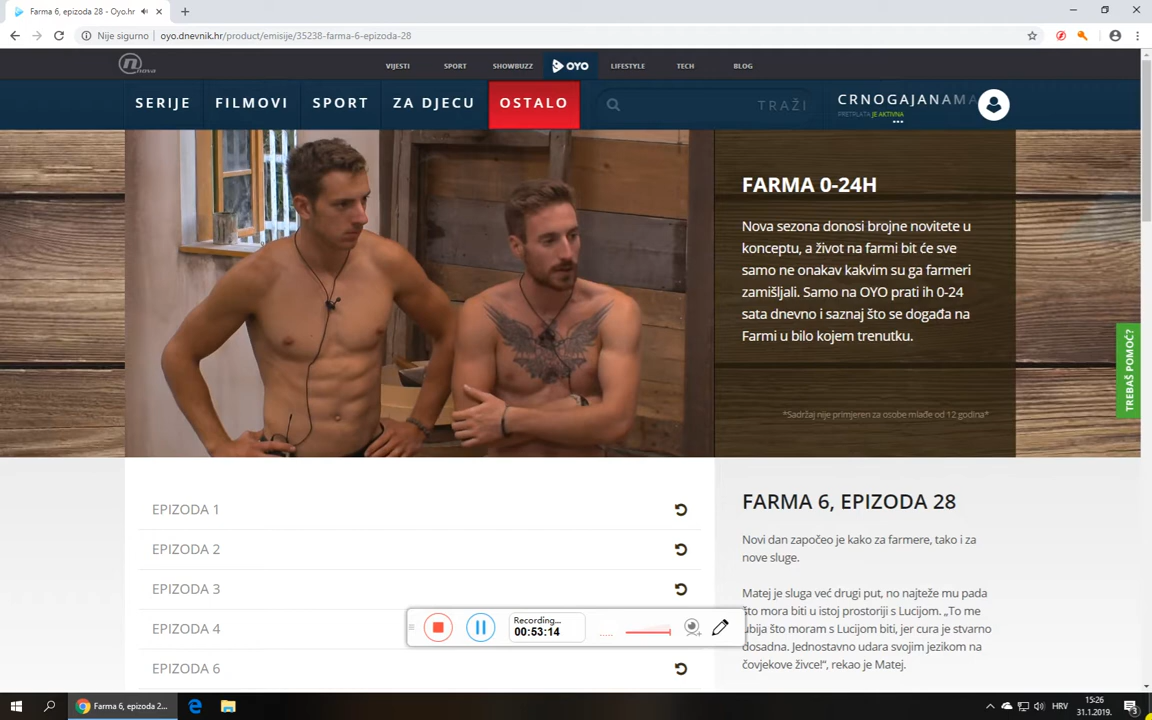 Farma 6, epizoda 28 - Oyo.hr
Nije sigurno
oyo.dnevnik.hr/product/emisije/35238-farma-6-epizoda-28
VIJESTI
SPORT
SHOWBUZZ
OYO
LIFESTYLE
TECH
BLOG
SERIJE
FILMOVI
SPORT
ZA DJECU
OSTALO
TRAŽI
CRNOGAJANAMA
PRETPLATA JE AKTIVNA
FARMA 0-24H
Nova sezona donosi brojne novitete u
konceptu, a život na farmi bit će sve
samo ne onakav kakvim su ga farmeri
zamišljali. Samo na OYO prati ih 0-24
sata dnevno i saznaj što se događa na
Farmi u bilo kojem trenutku.
*Sadržaj nije primjeren za osobe mlađe od 12 godina*
TREBAŠ POMOĆ?
EPIZODA 1
EPIZODA 2
EPIZODA 3
EPIZODA 4
EPIZODA 6
FARMA 6, EPIZODA 28
Novi dan započeo je kako za farmere, tako i za
nove sluge.
Matej je sluga već drugi put, no najteže mu pada
što mora biti u istoj prostoriji s Lucijom. „To me
ubija što moram s Lucijom biti, jer cura je stvarno
dosadna. Jednostavno udara svojim jezikom na
čovjekove živce!“, rekao je Matej.
Recording...
00:53:14
Farma 6, epizoda 2...
HRV
15:26
31.1.2019.
3